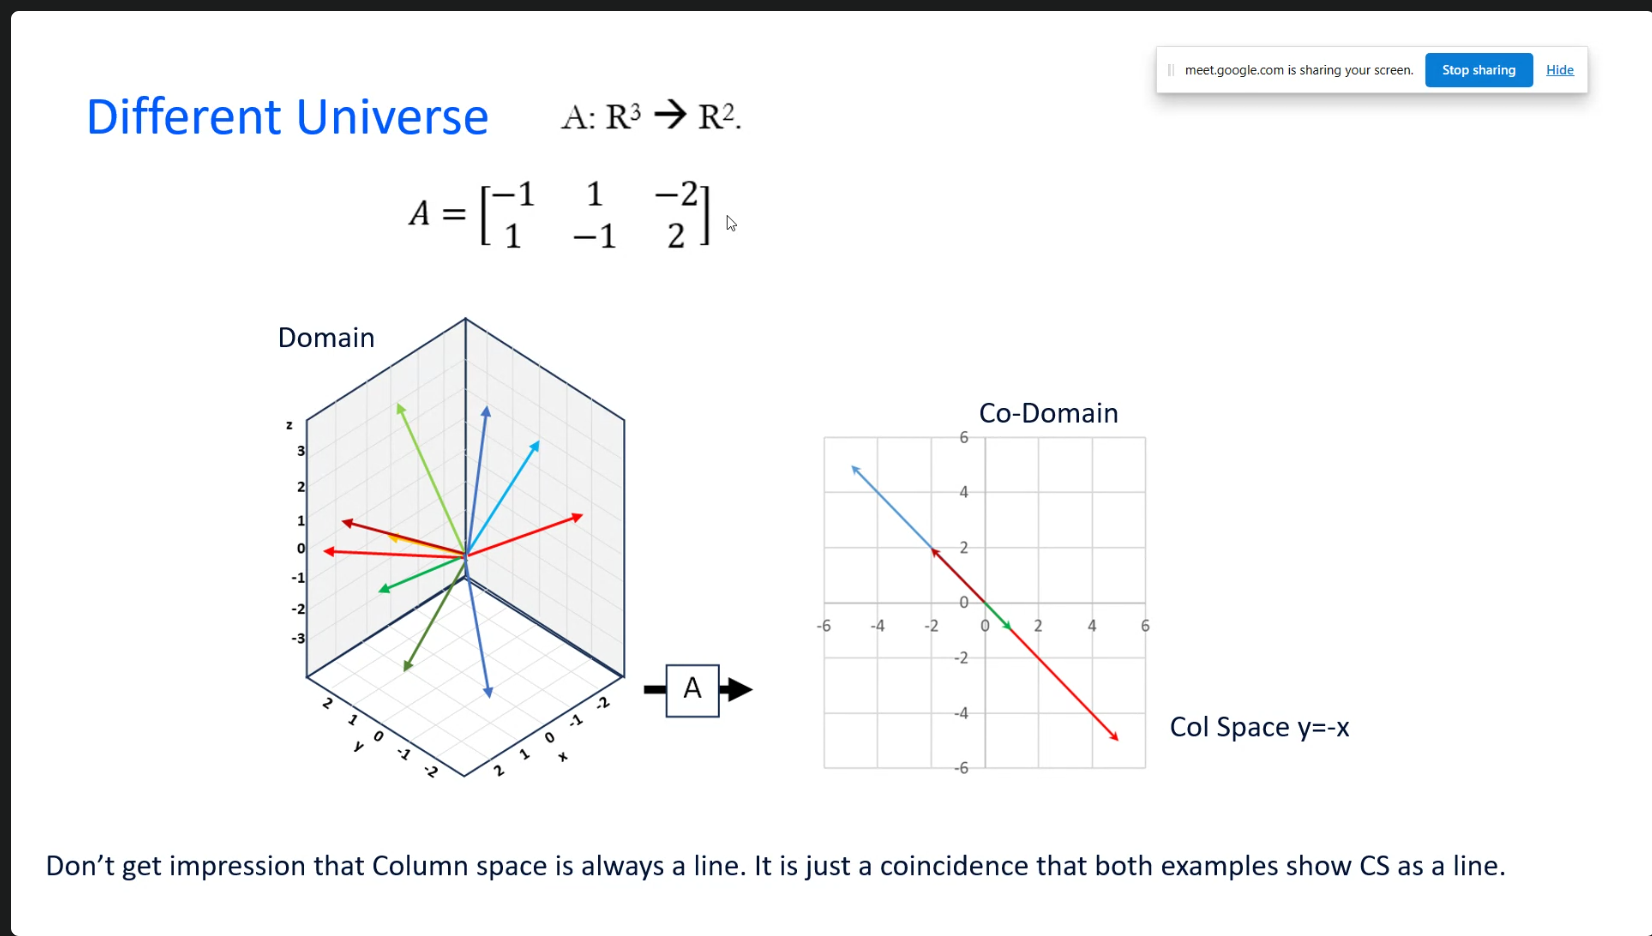 meet.google.com is sharing your screen. Stop sharing Hide
Different Universe A: R³ → R².
A = [−1 1 −2
1 −1 2]
Domain
z
3
2
1
0
-1
-2
-3
2 1 0 -1 -2
y
2 1 0 -1 -2
x
A
Co-Domain
6
4
2
0
-6 -4 -2 0 2 4 6
-2
-4
-6
Col Space y=-x
Don’t get impression that Column space is always a line. It is just a coincidence that both examples show CS as a line.